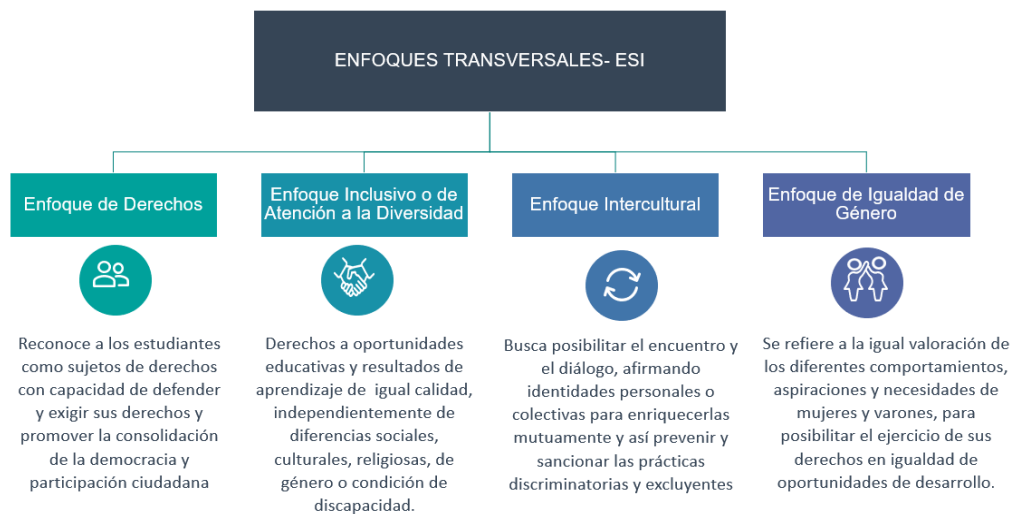 ENFOQUES TRANSVERSALES- ESI
Enfoque de Derechos
Reconoce a los estudiantes
como sujetos de derechos
con capacidad de defender
y exigir sus derechos y
promover la consolidación
de la democracia y
participación ciudadana
Enfoque Inclusivo o de
Atención a la Diversidad
Derechos a oportunidades
educativas y resultados de
aprendizaje de igual calidad,
independientemente de
diferencias sociales,
culturales, religiosas, de
género o condición de
discapacidad.
Enfoque Intercultural
Busca posibilitar el encuentro y
el diálogo, afirmando
identidades personales o
colectivas para enriquecerlas
mutuamente y así prevenir y
sancionar las prácticas
discriminatorias y excluyentes
Enfoque de Igualdad de
Género
Se refiere a la igual valoración de
los diferentes comportamientos,
aspiraciones y necesidades de
mujeres y varones, para
posibilitar el ejercicio de sus
derechos en igualdad de
oportunidades de desarrollo.